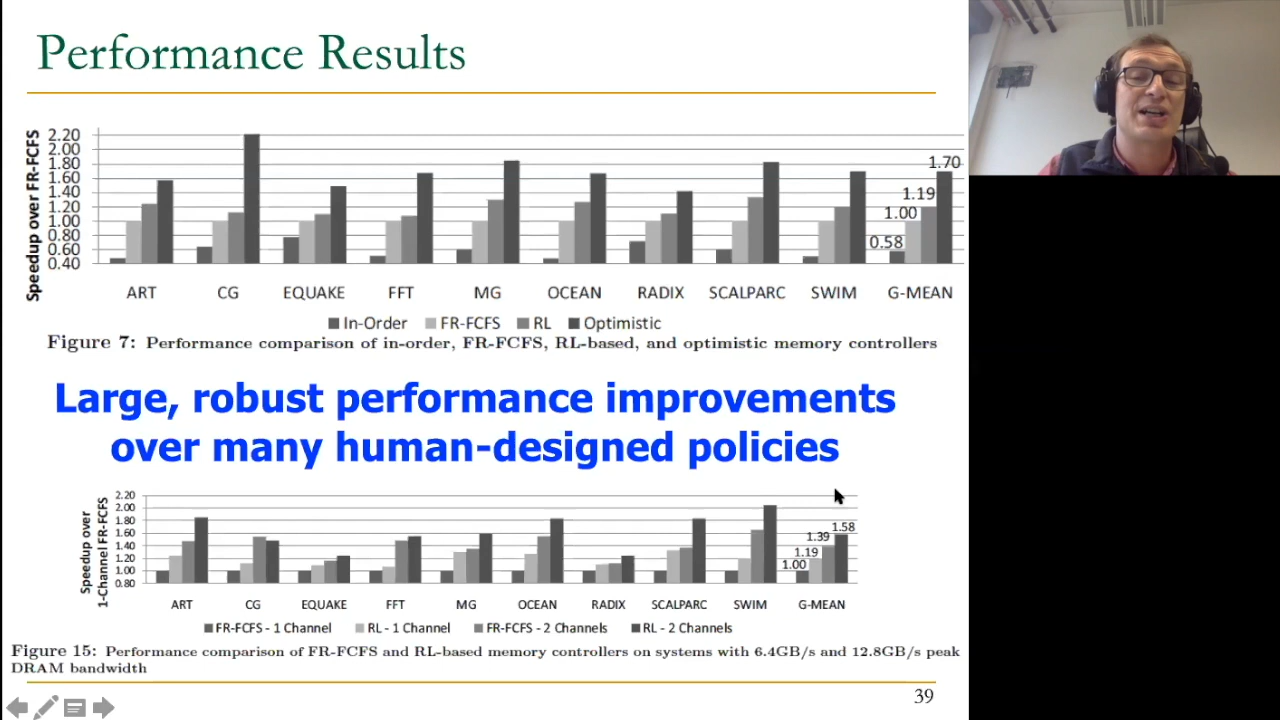 Performance Results
Speedup over FR-FCFS
2.20
2.00
1.80
1.60
1.40
1.20
1.00
0.80
0.60
0.40
0.58
1.00
1.19
1.70
ART CG EQUAKE FFT MG OCEAN RADIX SCALPARC SWIM G-MEAN
In-Order FR-FCFS RL Optimistic
Figure 7: Performance comparison of in-order, FR-FCFS, RL-based, and optimistic memory controllers
Large, robust performance improvements
over many human-designed policies
Speedup over
1-Channel FR-FCFS
2.20
2.00
1.80
1.60
1.40
1.20
1.00
0.80
1.00
1.19
1.39
1.58
ART CG EQUAKE FFT MG OCEAN RADIX SCALPARC SWIM G-MEAN
FR-FCFS - 1 Channel RL - 1 Channel FR-FCFS - 2 Channels RL - 2 Channels
Figure 15: Performance comparison of FR-FCFS and RL-based memory controllers on systems with 6.4GB/s and 12.8GB/s peak
DRAM bandwidth
39